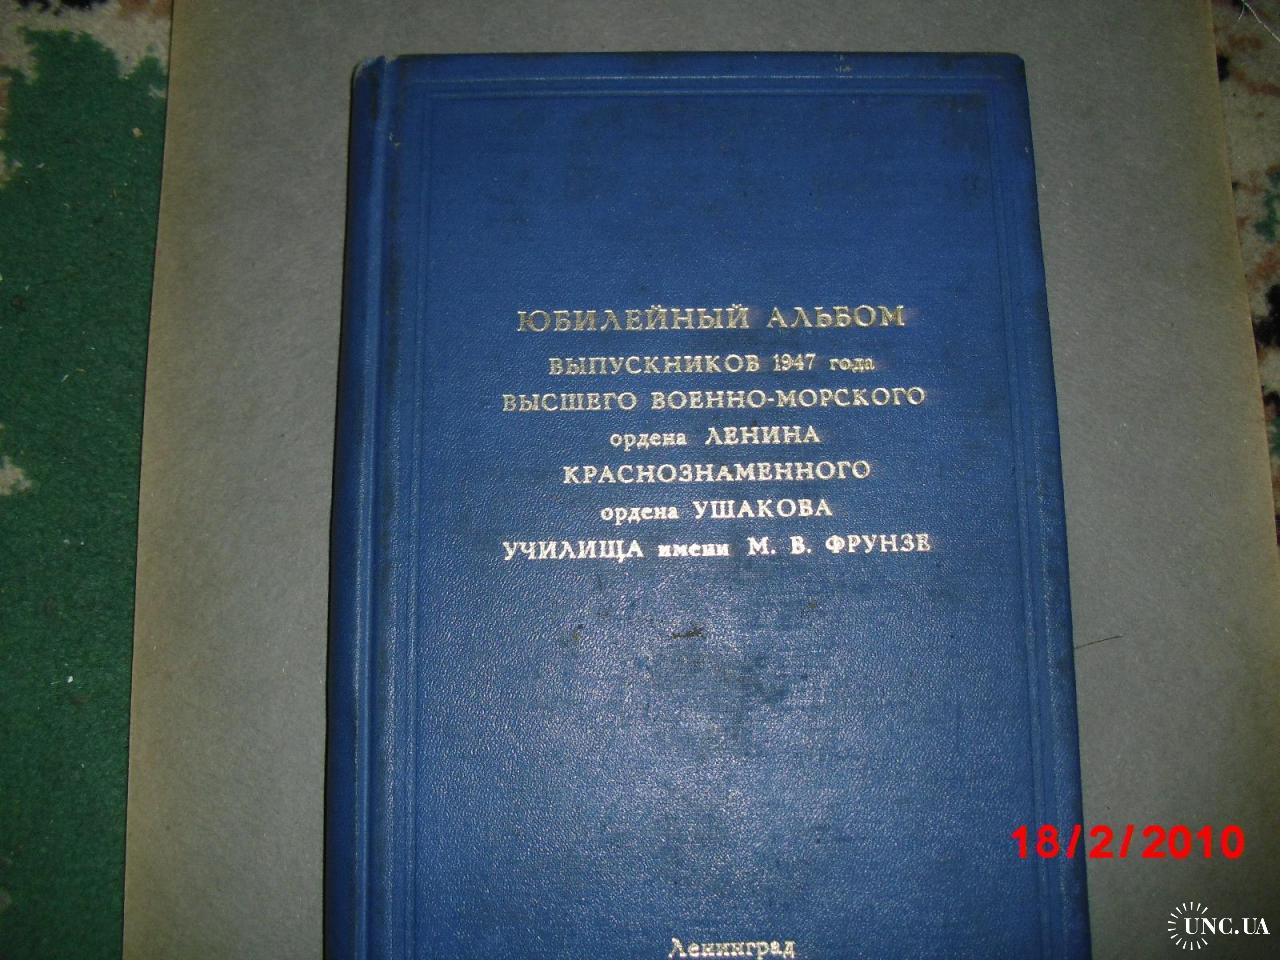 ЮБИЛЕЙНЫЙ АЛЬБОМ
ВЫПУСКНИКОВ 1947 года
ВЫСШЕГО ВОЕННО-МОРСКОГО
ордена ЛЕНИНА
КРАСНОЗНАМЕННОГО
ордена УШАКОВА
УЧИЛИЩА имени М. В. ФРУНЗЕ
18/2/2010
UNC.UA
Ленинград